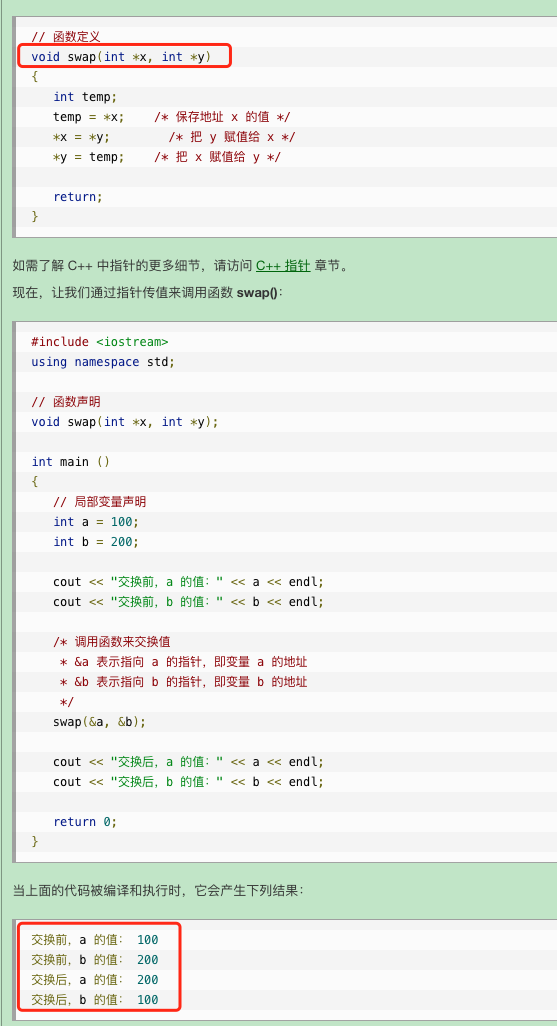 // 函数定义
void swap(int *x, int *y)
{
   int temp;
   temp = *x;    /* 保存地址 x 的值 */
   *x = *y;      /* 把 y 赋值给 x */
   *y = temp;    /* 把 x 赋值给 y */
   return;
}
如需了解 C++ 中指针的更多细节，请访问 C++ 指针 章节。
现在，让我们通过指针传值来调用函数 swap()：
#include <iostream>
using namespace std;
// 函数声明
void swap(int *x, int *y);
int main ()
{
   // 局部变量声明
   int a = 100;
   int b = 200;
   cout << "交换前，a 的值：" << a << endl;
   cout << "交换前，b 的值：" << b << endl;
   /* 调用函数来交换值
    * &a 表示指向 a 的指针，即变量 a 的地址
    * &b 表示指向 b 的指针，即变量 b 的地址
    */
   swap(&a, &b);
   cout << "交换后，a 的值：" << a << endl;
   cout << "交换后，b 的值：" << b << endl;
   return 0;
}
当上面的代码被编译和执行时，它会产生下列结果：
交换前，a 的值： 100
交换前，b 的值： 200
交换后，a 的值： 200
交换后，b 的值： 100